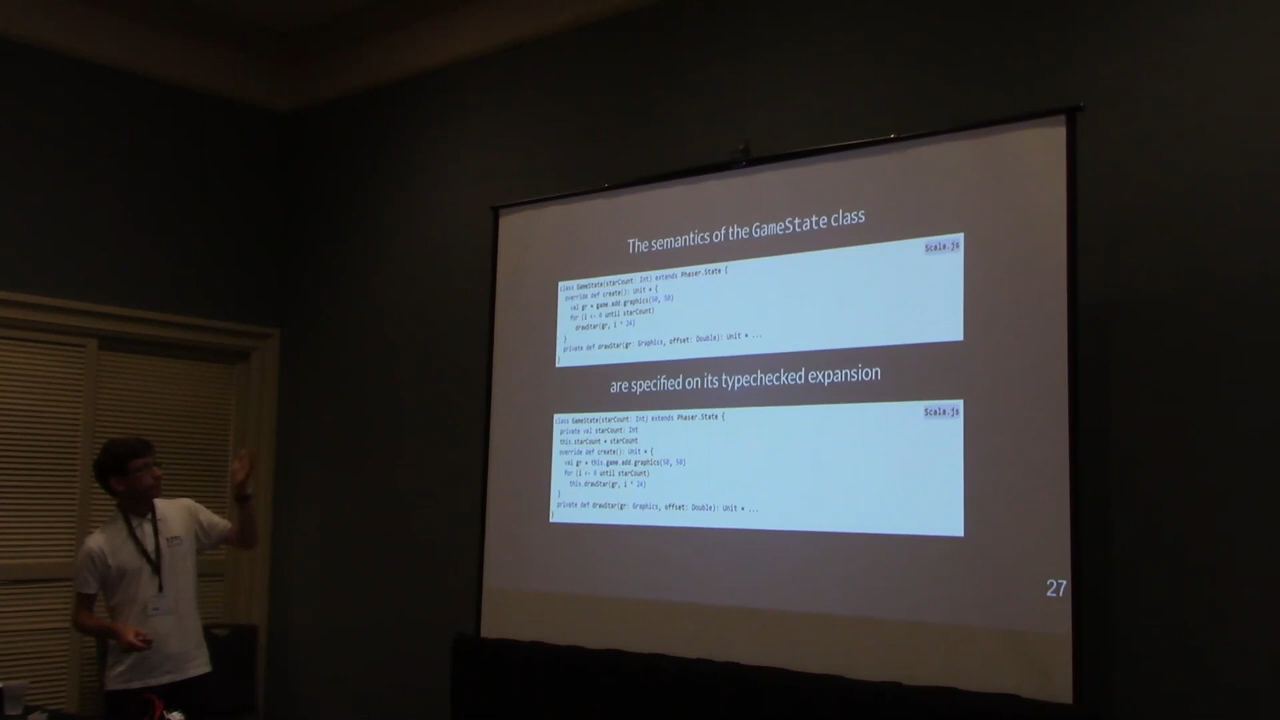 The semantics of the GameState class
Scala.js
class GameState(starCount: Int) extends Phaser.State {
override def create(): Unit = {
val gr = game.add.graphics(50, 50)
for (i <- 0 until starCount)
drawStar(gr, i * 24)
}
private def drawStar(gr: Graphics, offset: Double): Unit = ...
}
are specified on its typechecked expansion
Scala.js
class GameState(starCount: Int) extends Phaser.State {
private val starCount: Int
this.starCount = starCount
override def create(): Unit = {
val gr = this.game.add.graphics(50, 50)
for (i <- 0 until starCount)
this.drawStar(gr, i * 24)
}
private def drawStar(gr: Graphics, offset: Double): Unit = ...
}
27